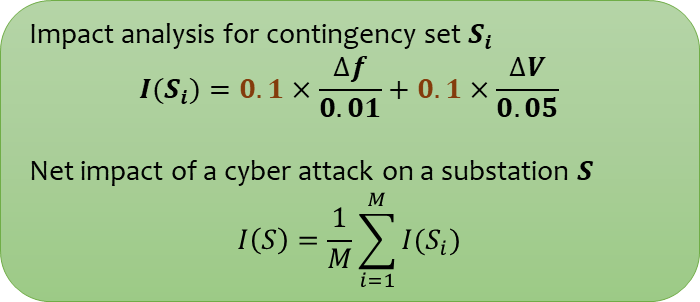 Impact analysis for contingency set S_i
I(S_i) = 0.1 × Δf/0.01 + 0.1 × ΔV/0.05
Net impact of a cyber attack on a substation S
I(S) = 1/M ∑_{i=1}^{M} I(S_i)